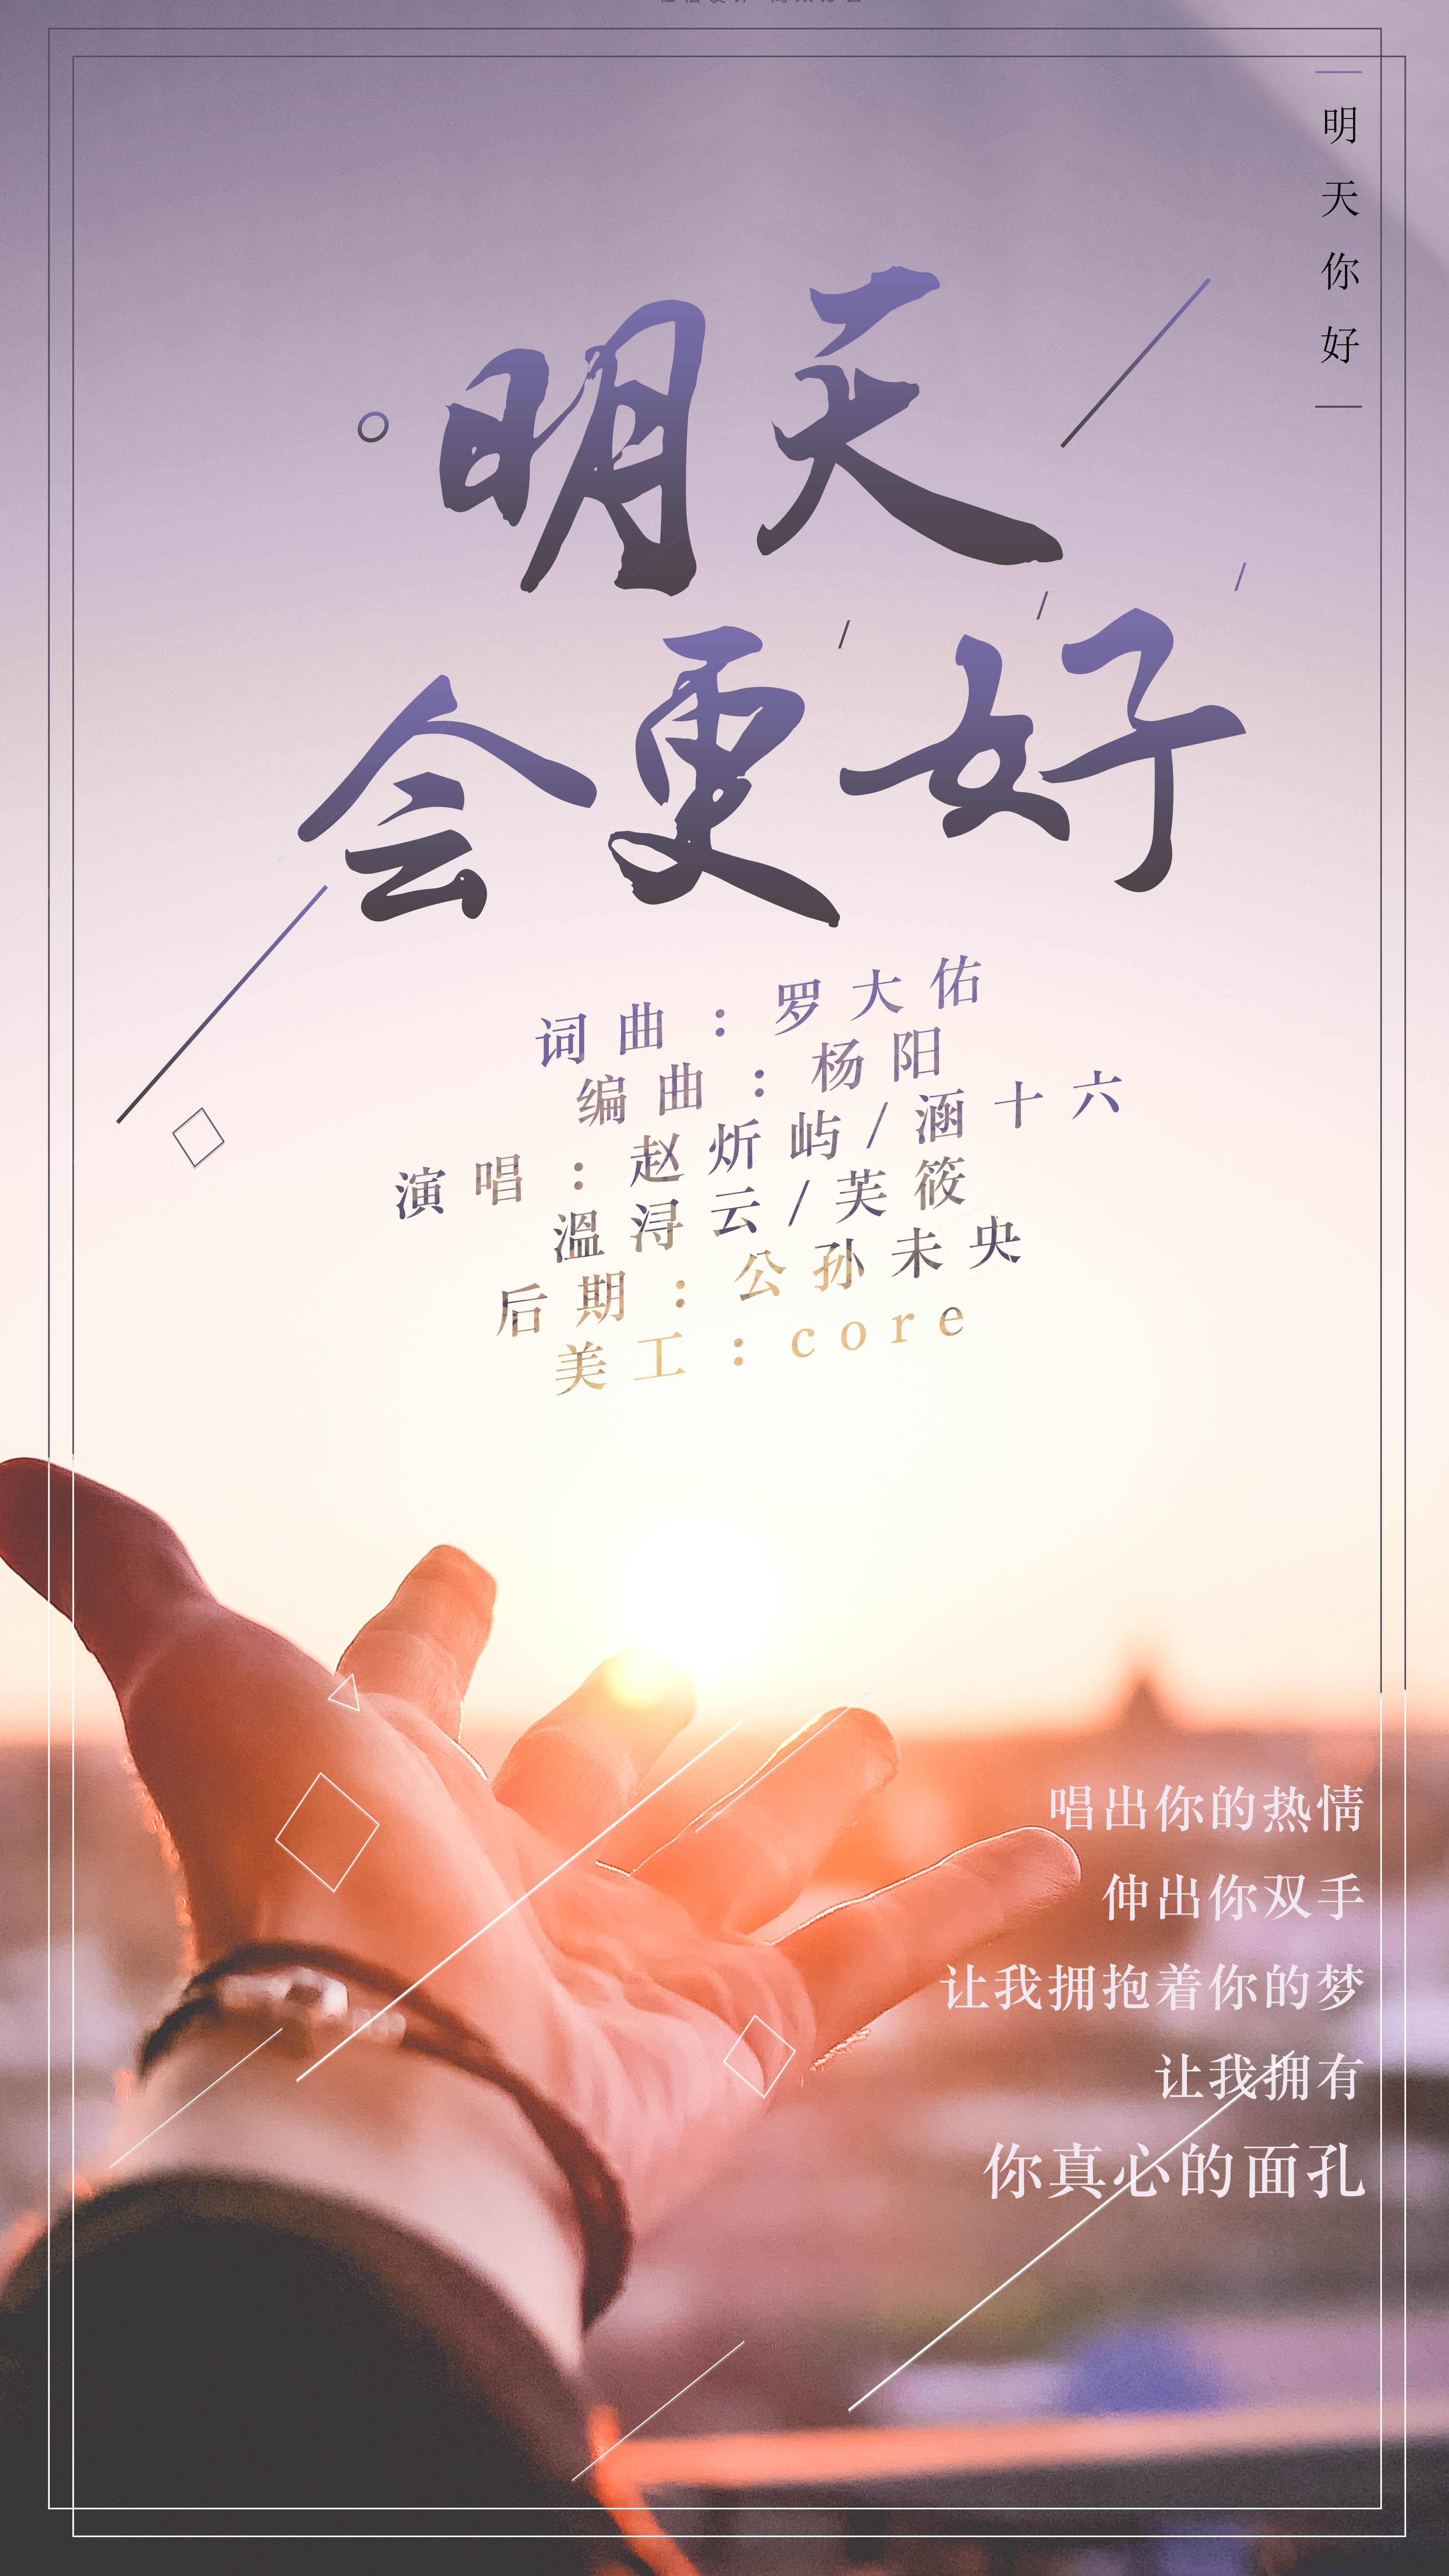 明天你好
明天
会更好
词曲：罗大佑
编曲：杨阳
演唱：赵炘屿/涵十六
溫浔云/芙筱
后期：公孙未央
美工：core
唱出你的热情
伸出你双手
让我拥抱着你的梦
让我拥有
你真心的面孔